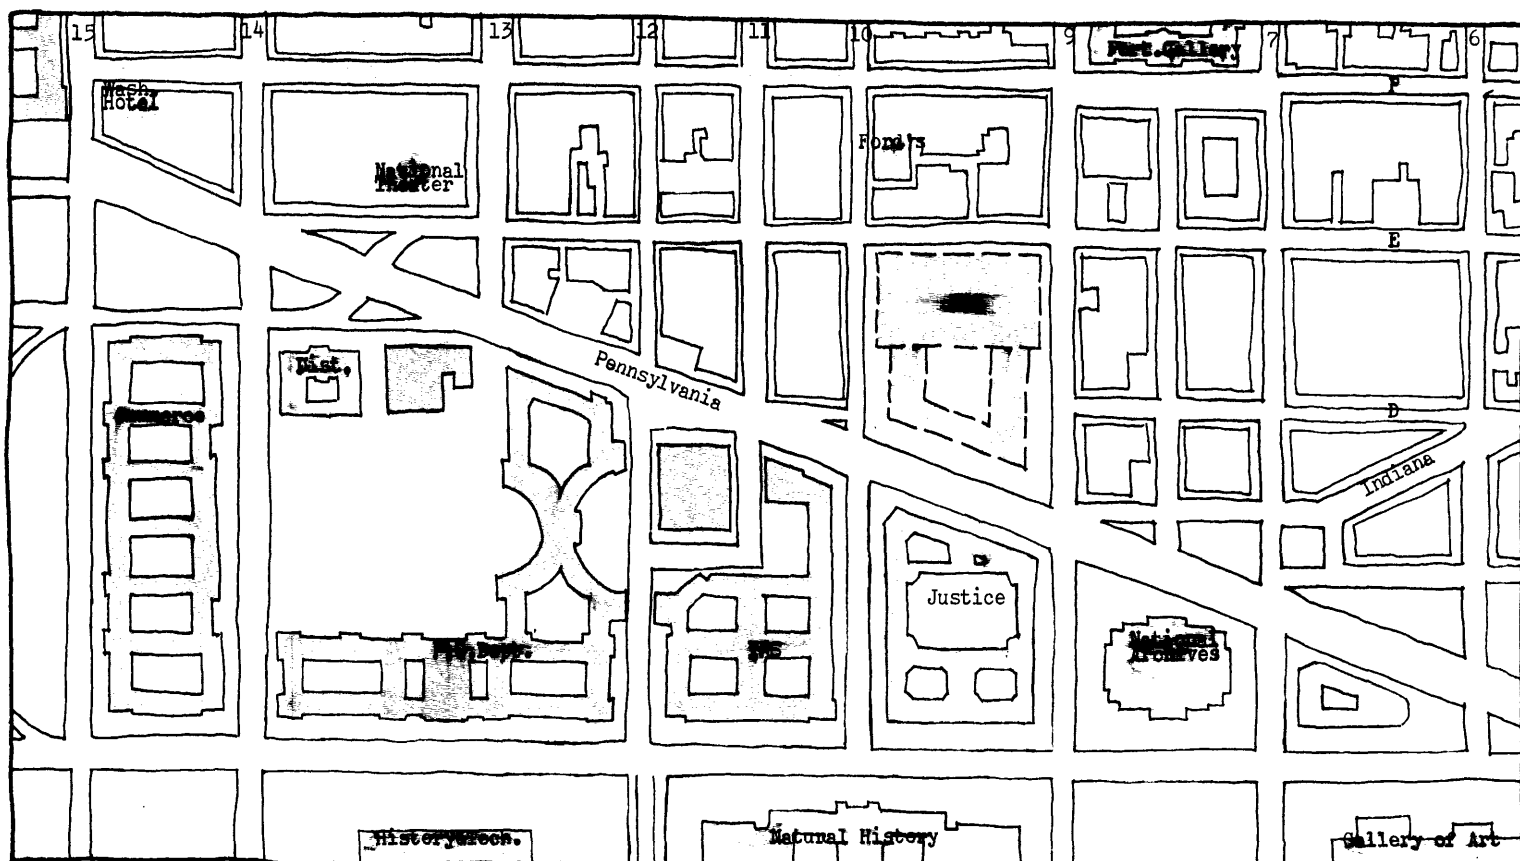 15
14
13
12
11
10
9
7
6
Port.Gallery
F
Wash.
Hotel
Ford's
National
Theater
E
Pennsylvania
Dist.
Commerce
D
Indiana
Justice
National
Archives
IRS
Natural History
Gallery of Art